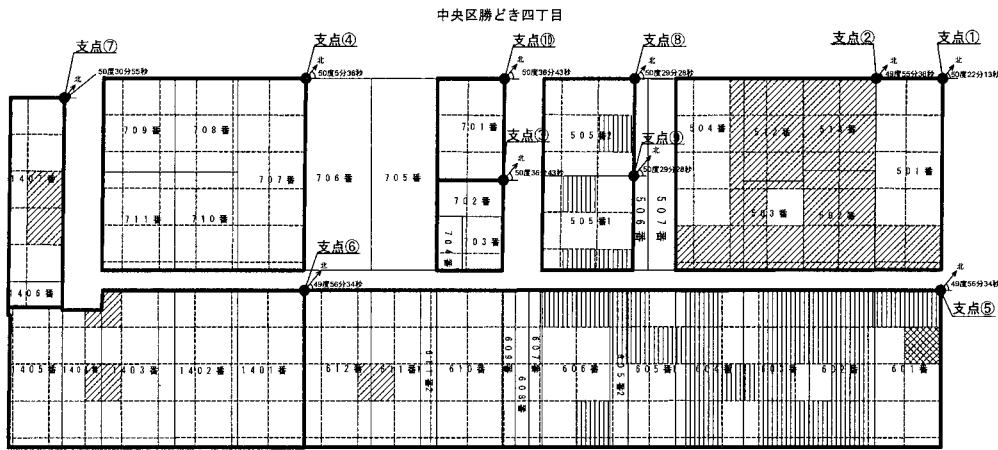 中央区勝どき四丁目
支点⑦
支点④
支点⑩
支点⑧
支点②
支点①
北
50度30分55秒
北
50度5分36秒
北
50度36分43秒
北
50度29分28秒
北
49度55分36秒
北
50度22分13秒
709番
708番
707番
706番
705番
701番
支点③
北
50度36分43秒
505番2
支点⑨
北
50度29分28秒
504番
512番
513番
501番
1407番
711番
710番
702番
703番
704番
505番1
506番
507番
503番
502番
支点⑥
北
49度56分34秒
北
49度56分34秒
支点⑤
1406番
1405番
1403番
1402番
1401番
612番
611番1
611番2
610番
609番
608番
607番
606番
605番2
605番1
604番
603番
602番
601番